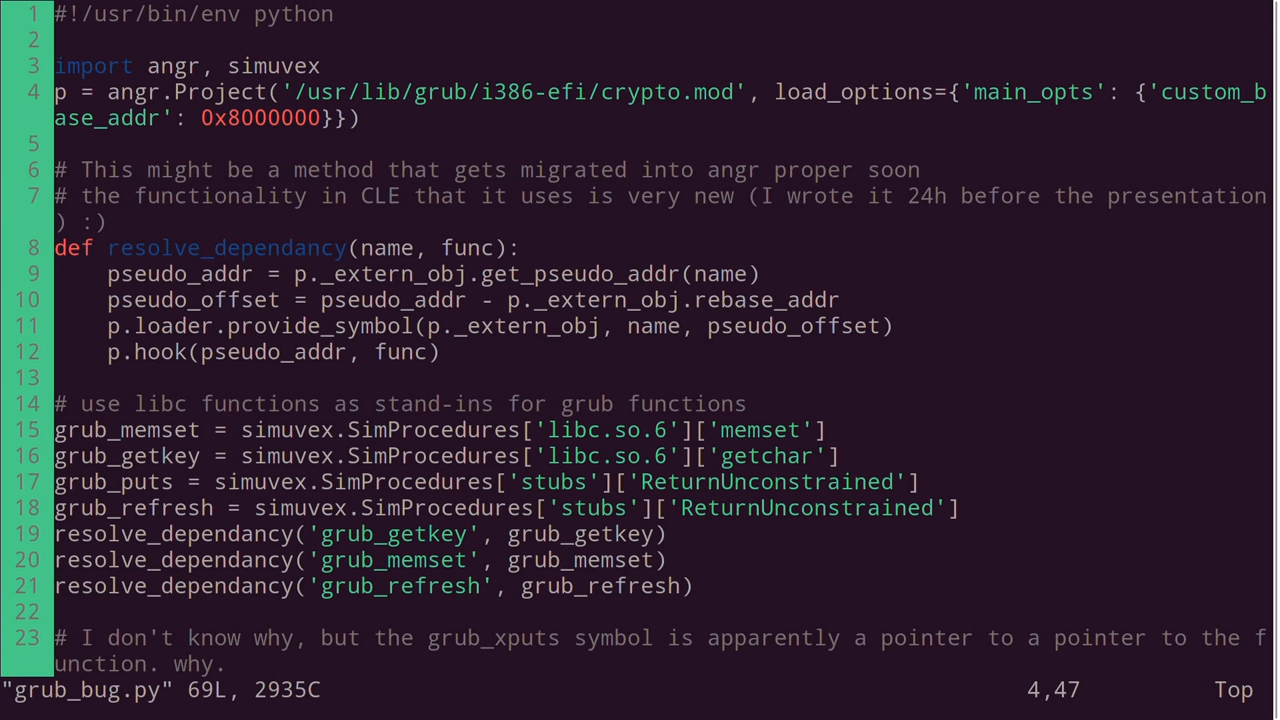 1 #!/usr/bin/env python
2
3 import angr, simuvex
4 p = angr.Project('/usr/lib/grub/i386-efi/crypto.mod', load_options={'main_opts': {'custom_b
ase_addr': 0x8000000}})
5
6 # This might be a method that gets migrated into angr proper soon
7 # the functionality in CLE that it uses is very new (I wrote it 24h before the presentation
) :)
8 def resolve_dependancy(name, func):
9     pseudo_addr = p._extern_obj.get_pseudo_addr(name)
10     pseudo_offset = pseudo_addr - p._extern_obj.rebase_addr
11     p.loader.provide_symbol(p._extern_obj, name, pseudo_offset)
12     p.hook(pseudo_addr, func)
13
14 # use libc functions as stand-ins for grub functions
15 grub_memset = simuvex.SimProcedures['libc.so.6']['memset']
16 grub_getkey = simuvex.SimProcedures['libc.so.6']['getchar']
17 grub_puts = simuvex.SimProcedures['stubs']['ReturnUnconstrained']
18 grub_refresh = simuvex.SimProcedures['stubs']['ReturnUnconstrained']
19 resolve_dependancy('grub_getkey', grub_getkey)
20 resolve_dependancy('grub_memset', grub_memset)
21 resolve_dependancy('grub_refresh', grub_refresh)
22
23 # I don't know why, but the grub_xputs symbol is apparently a pointer to a pointer to the f
unction. why.
"grub_bug.py" 69L, 2935C 4,47 Top